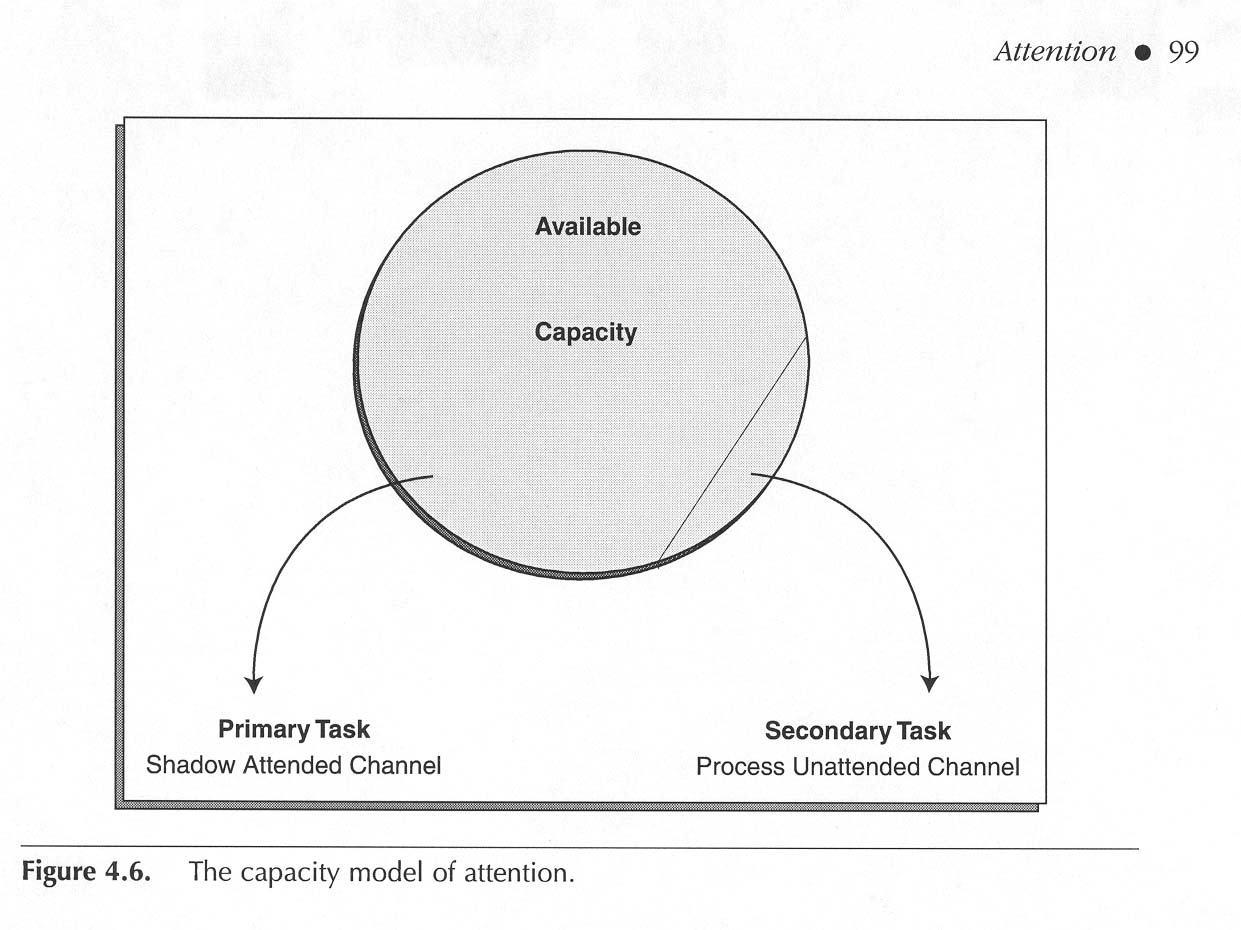 Attention ● 99
Available
Capacity
Primary Task
Shadow Attended Channel
Secondary Task
Process Unattended Channel
Figure 4.6. The capacity model of attention.